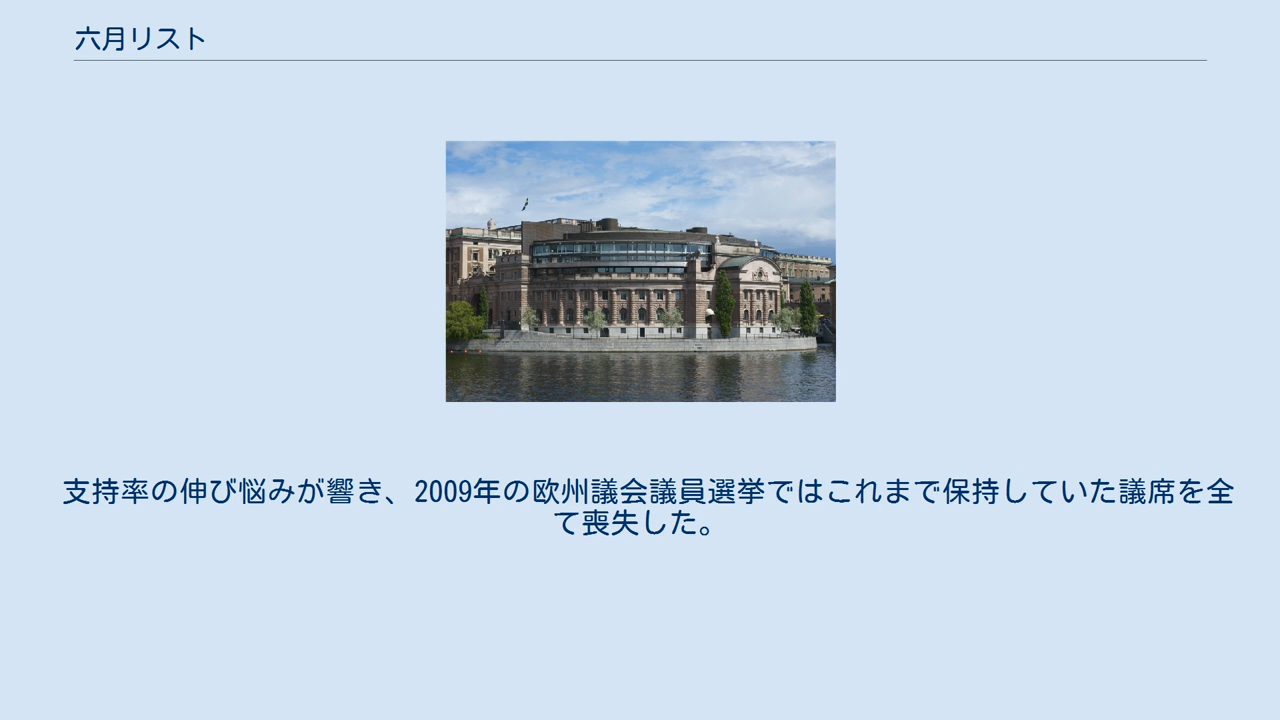 六月リスト
支持率の伸び悩みが響き、2009年の欧州議会議員選挙ではこれまで保持していた議席を全
て喪失した。